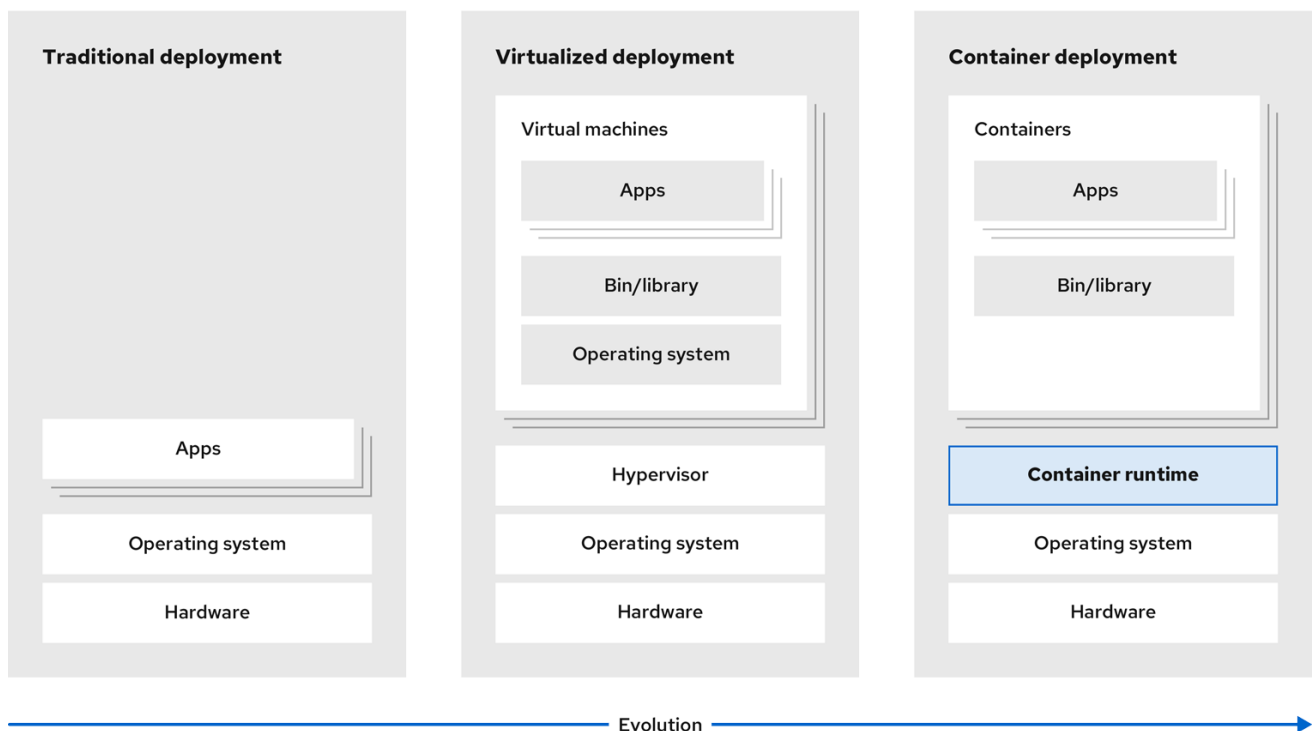 Traditional deployment
Apps
Operating system
Hardware
Virtualized deployment
Virtual machines
Apps
Bin/library
Operating system
Hypervisor
Operating system
Hardware
Container deployment
Containers
Apps
Bin/library
Container runtime
Operating system
Hardware
Evolution